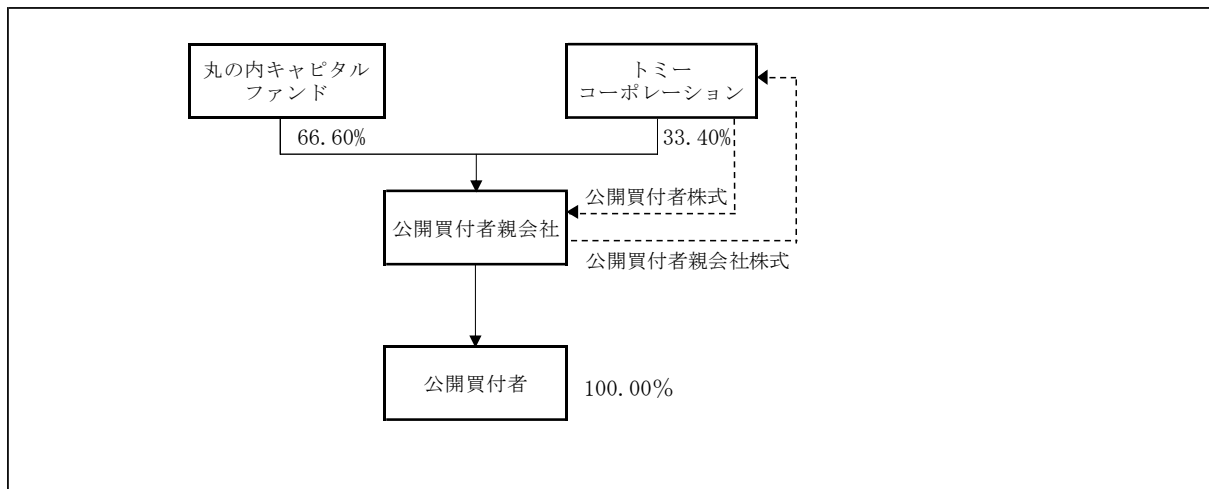 丸の内キャピタル
ファンド
トミー
コーポレーション
66.60%
33.40%
公開買付者株式
公開買付者親会社
公開買付者親会社株式
公開買付者
100.00%